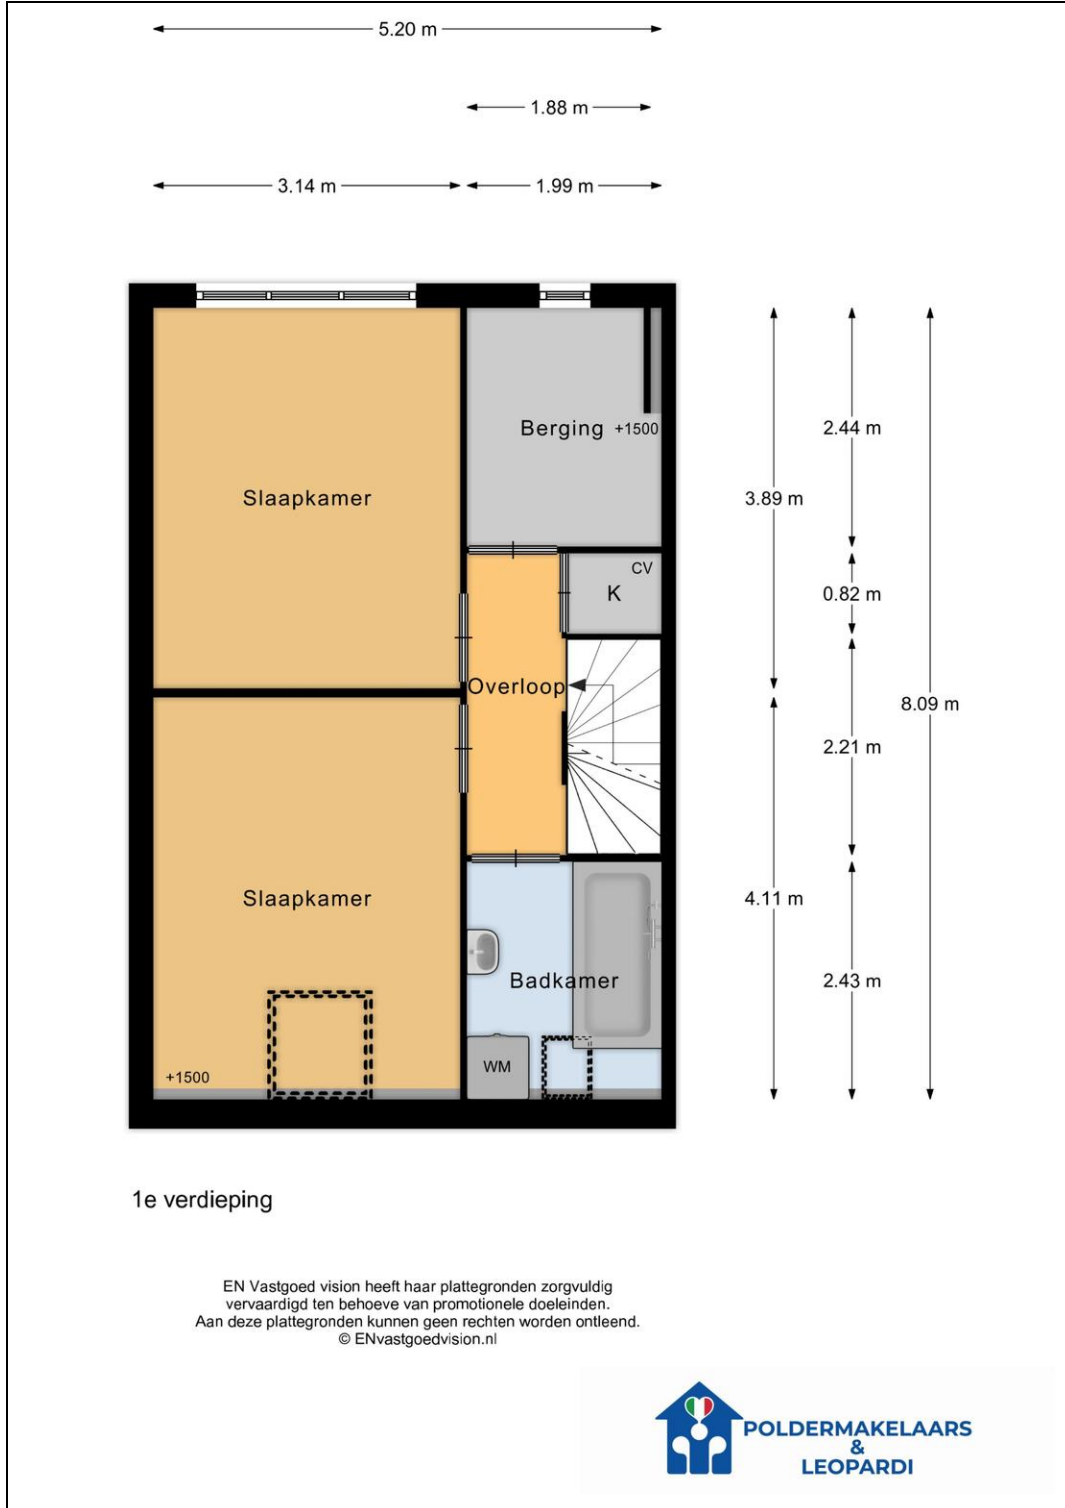 5.20 m
1.88 m
3.14 m
1.99 m
Berging
+1500
2.44 m
Slaapkamer
3.89 m
CV
K
0.82 m
Overloop
8.09 m
2.21 m
Slaapkamer
4.11 m
Badkamer
2.43 m
WM
+1500
1e verdieping
EN Vastgoed vision heeft haar plattegronden zorgvuldig
vervaardigd ten behoeve van promotionele doeleinden.
Aan deze plattegronden kunnen geen rechten worden ontleend.
© ENvastgoedvision.nl
POLDERMAKELAARS
&
LEOPARDI